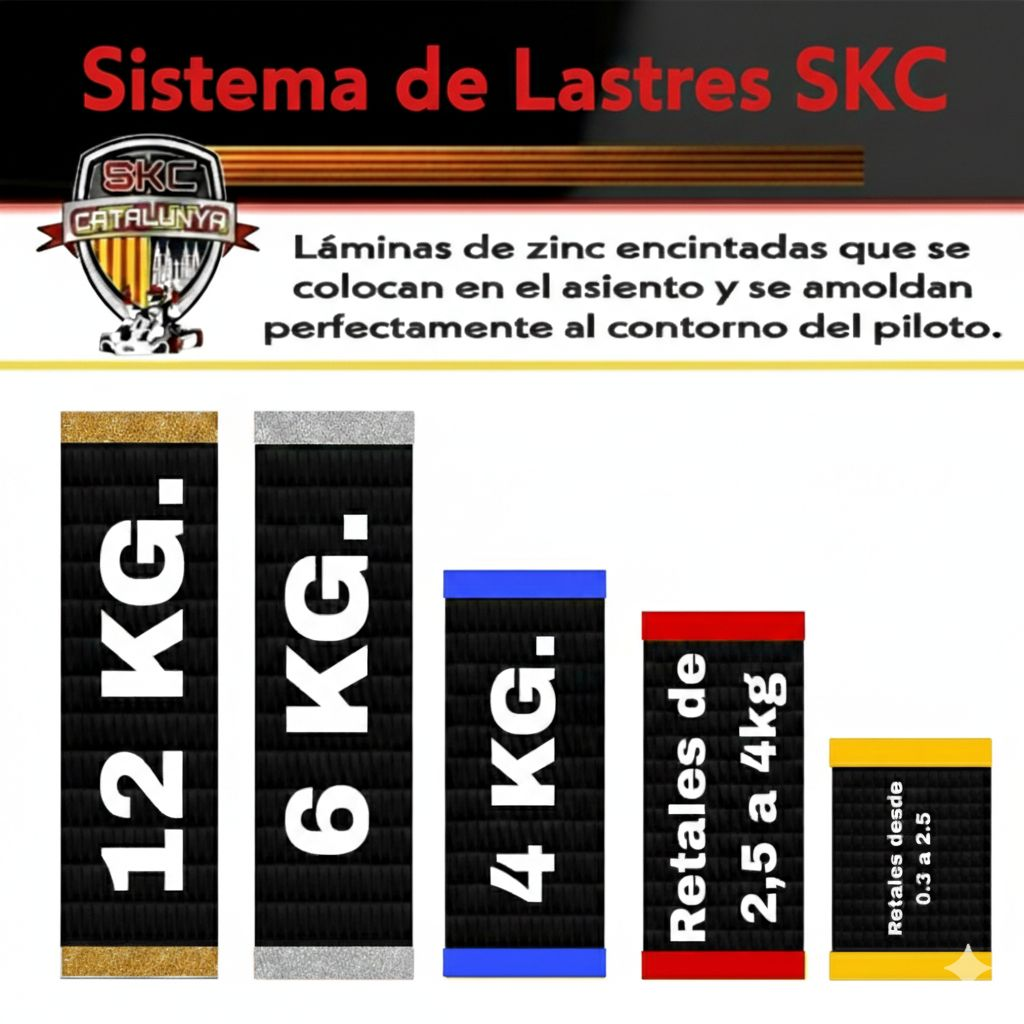 Sistema de Lastres SKC
SKC
CATALUNYA
Láminas de zinc encintadas que se
colocan en el asiento y se amoldan
perfectamente al contorno del piloto.
12 KG.
6 KG.
4 KG.
Retales de
2,5 a 4kg
Retales desde
0.3 a 2.5